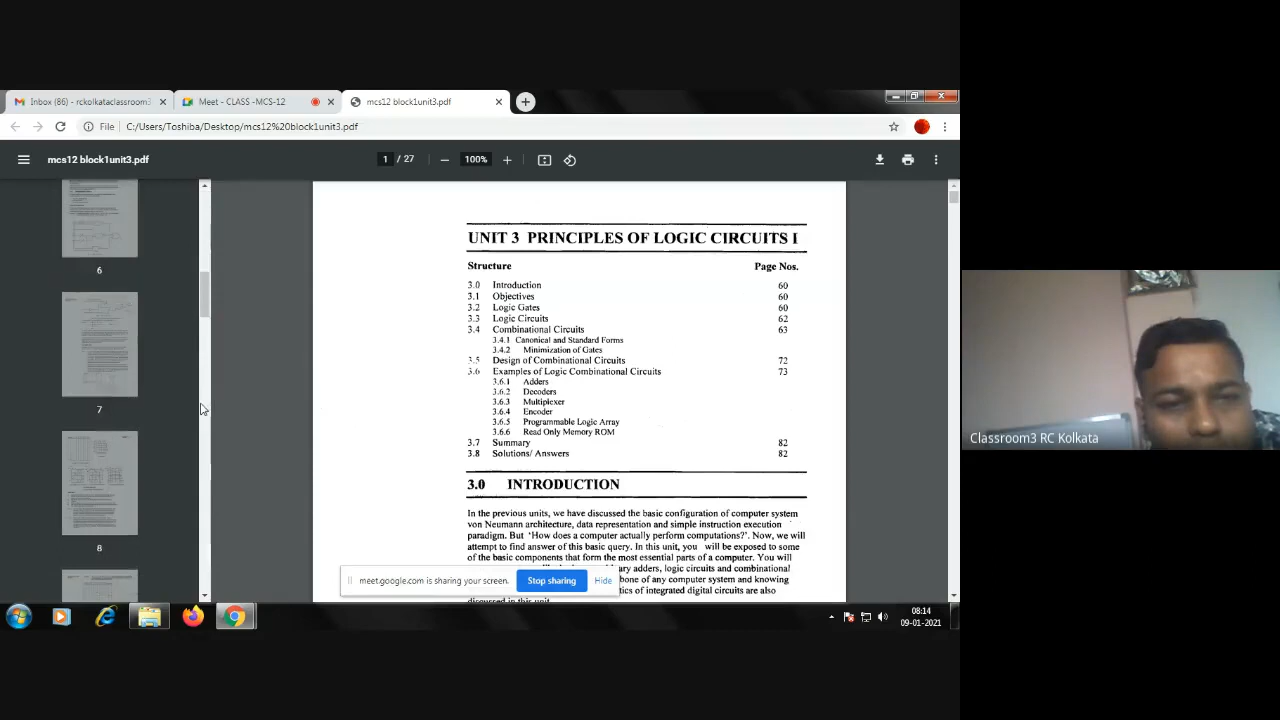 Inbox (86) - rckolkataclassroom3
Meet - CLASS -MCS-12
mcs12 block1unit3.pdf
File
C:/Users/Toshiba/Desktop/mcs12%20block1unit3.pdf
mcs12 block1unit3.pdf
1 / 27
100%
6
7
8
UNIT 3 PRINCIPLES OF LOGIC CIRCUITS I
Structure Page Nos.
3.0 Introduction 60
3.1 Objectives 60
3.2 Logic Gates 60
3.3 Logic Circuits 62
3.4 Combinational Circuits 63
3.4.1 Canonical and Standard Forms
3.4.2 Minimization of Gates
3.5 Design of Combinational Circuits 72
3.6 Examples of Logic Combinational Circuits 73
3.6.1 Adders
3.6.2 Decoders
3.6.3 Multiplexer
3.6.4 Encoder
3.6.5 Programmable Logic Array
3.6.6 Read Only Memory ROM
3.7 Summary 82
3.8 Solutions/ Answers 82
3.0 INTRODUCTION
In the previous units, we have discussed the basic configuration of computer system
von Neumann architecture, data representation and simple instruction execution
paradigm. But 'How does a computer actually perform computations?'. Now, we will
attempt to find answer of this basic query. In this unit, you will be exposed to some
of the basic components that form the most essential parts of a computer. You will
adders, logic circuits and combinational
bone of any computer system and knowing
of integrated digital circuits are also
discussed in this unit.
meet.google.com is sharing your screen.
Stop sharing
Hide
08:14
09-01-2021
Classroom3 RC Kolkata